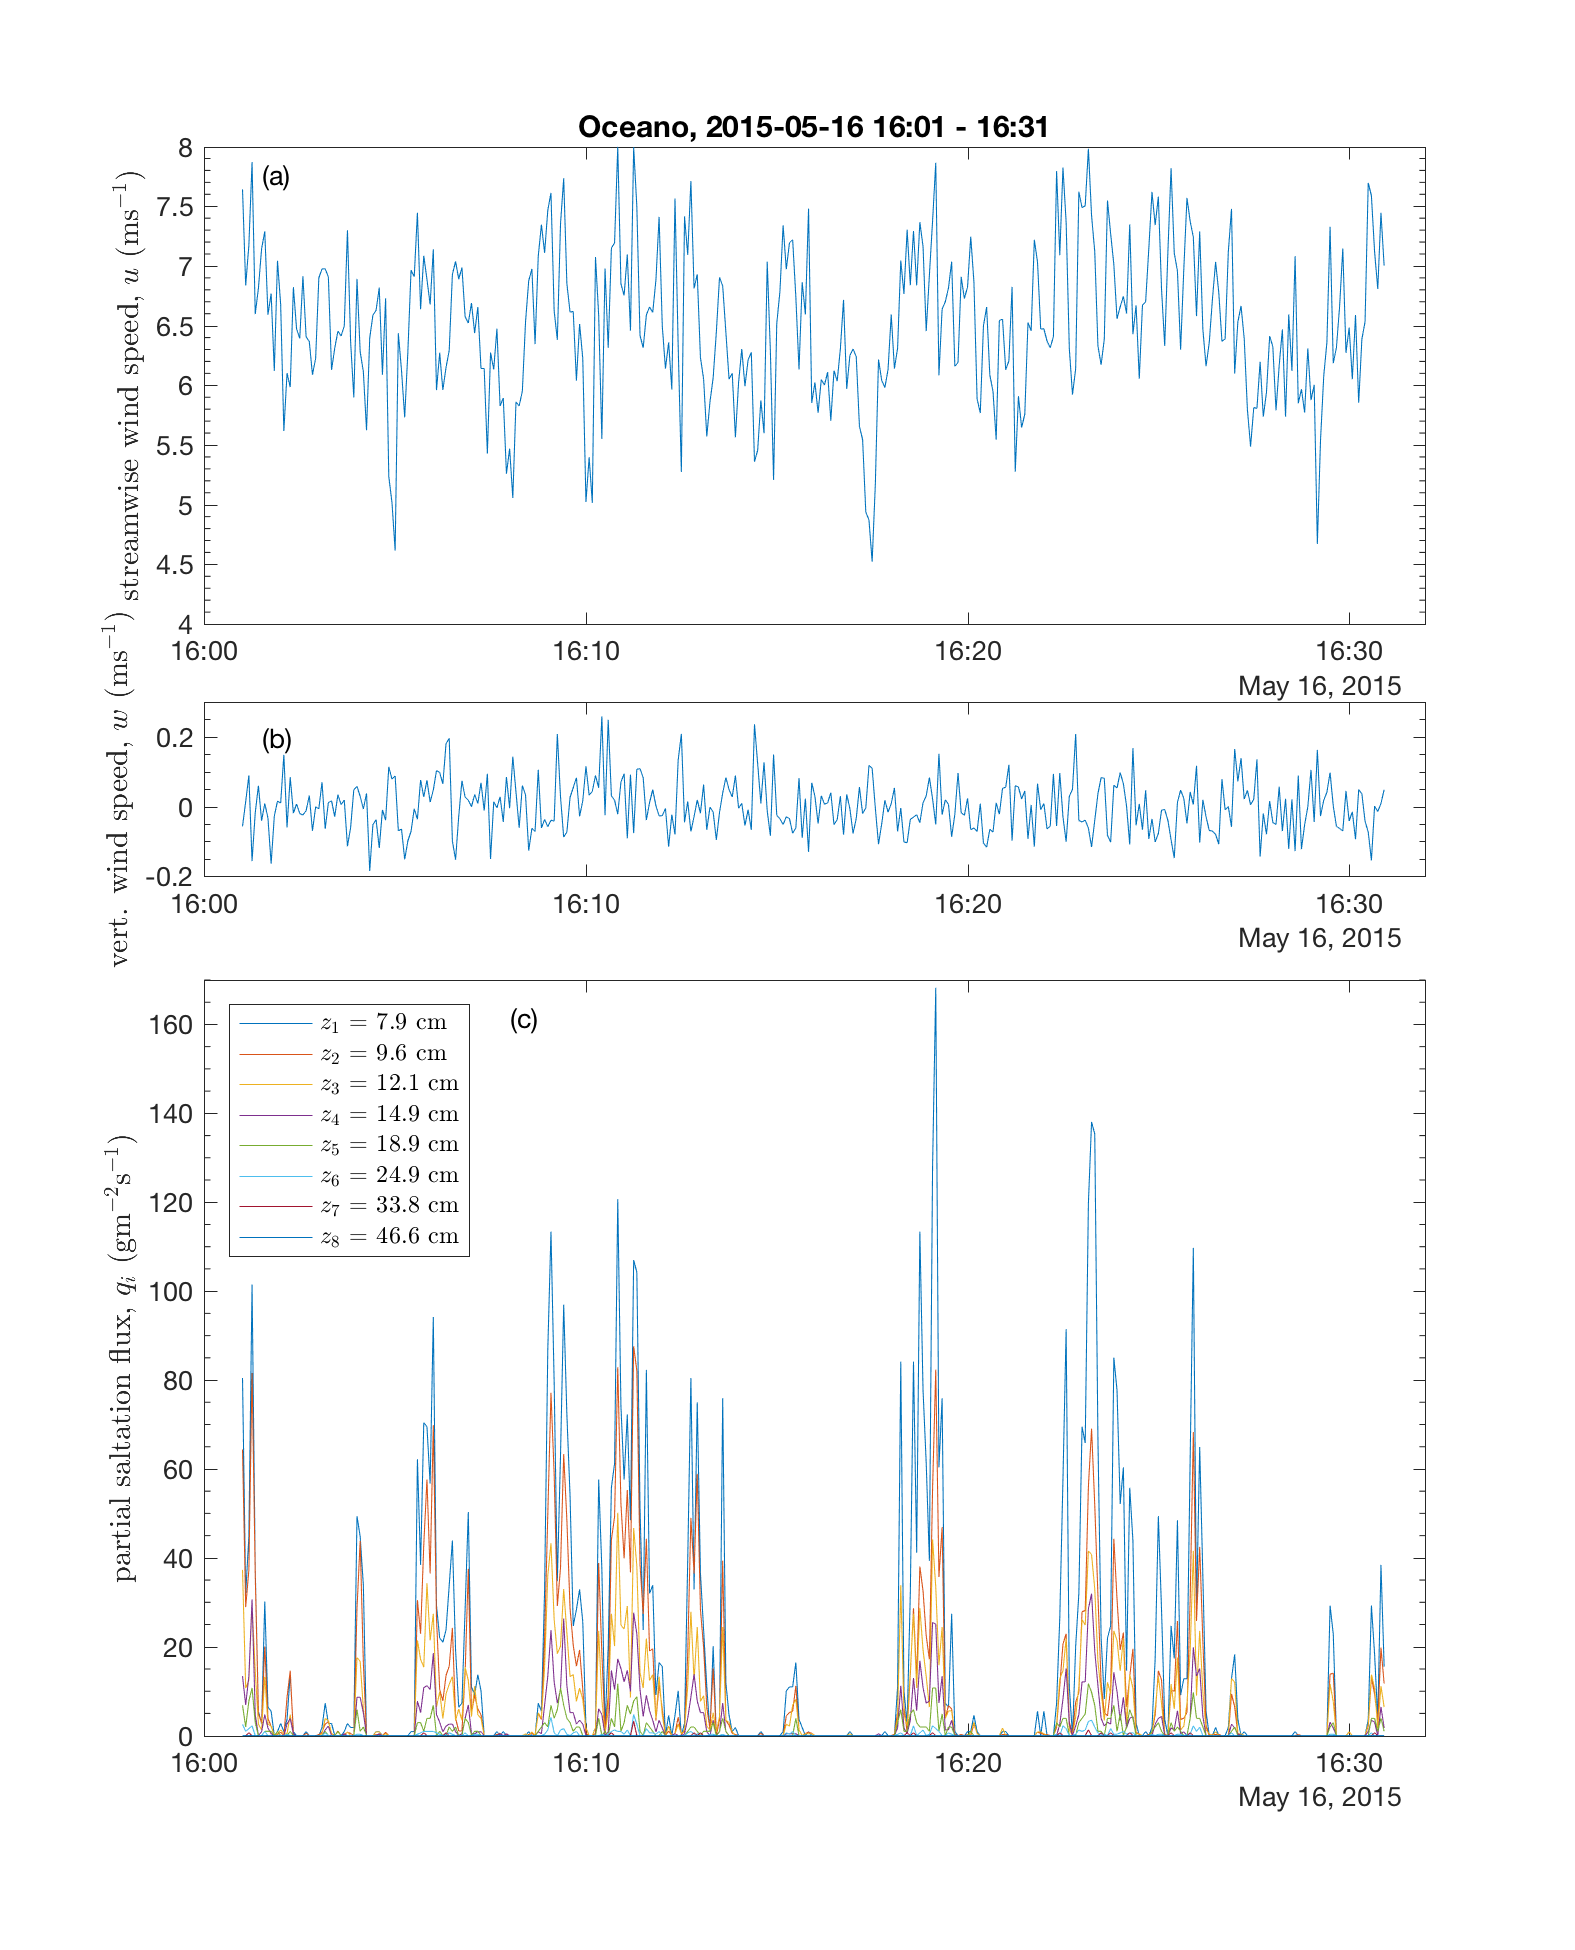 Oceano, 2015-05-16 16:01 - 16:31
(a)
streamwise wind speed, u (ms⁻¹)
8
7.5
7
6.5
6
5.5
5
4.5
4
16:00 16:10 16:20 16:30
May 16, 2015
(b)
vert. wind speed, w (ms⁻¹)
0.2
0
-0.2
16:00 16:10 16:20 16:30
May 16, 2015
(c)
partial saltation flux, qᵢ (gm⁻²s⁻¹)
160
140
120
100
80
60
40
20
0
z₁ = 7.9 cm
z₂ = 9.6 cm
z₃ = 12.1 cm
z₄ = 14.9 cm
z₅ = 18.9 cm
z₆ = 24.9 cm
z₇ = 33.8 cm
z₈ = 46.6 cm
16:00 16:10 16:20 16:30
May 16, 2015